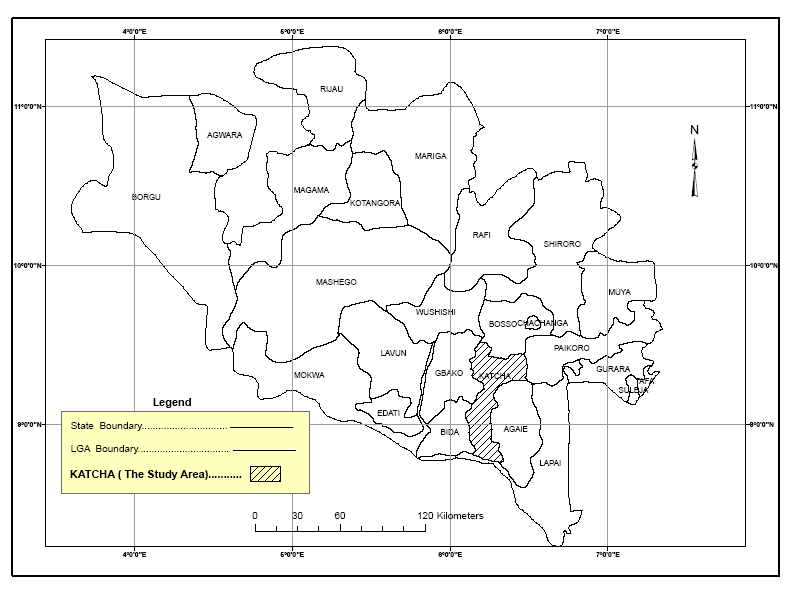 4°0'0"E 5°0'0"E 6°0'0"E 7°0'0"E
RIJAU
11°0'0"N 11°0'0"N
N
AGWARA
MARIGA
MAGAMA
BORGU
KOTANGORA
RAFI
SHIRORO
10°0'0"N 10°0'0"N
MASHEGO
MUYA
WUSHISHI
BOSSO CHACHANGA
LAVUN
PAIKORO
GBAKO
GURARA
MOKWA
KATCHA
TAFA
SULEJA
EDATI
9°0'0"N 9°0'0"N
BIDA
AGAIE
LAPAI
Legend
State Boundary..............................
LGA Boundary................................
KATCHA ( The Study Area)...........
0 30 60 120 Kilometers
4°0'0"E 5°0'0"E 6°0'0"E 7°0'0"E